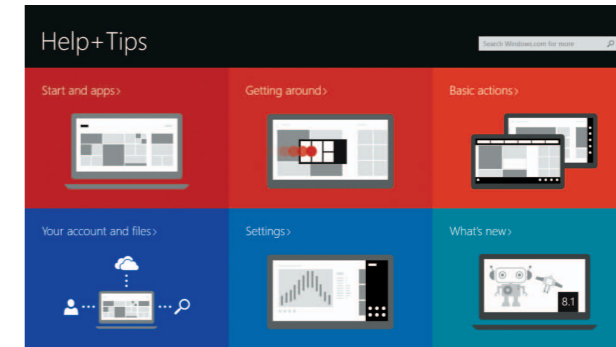 Help+Tips
Search Windows.com for more
Start and apps>
Getting around>
Basic actions>
Your account and files>
Settings>
What's new>
8.1